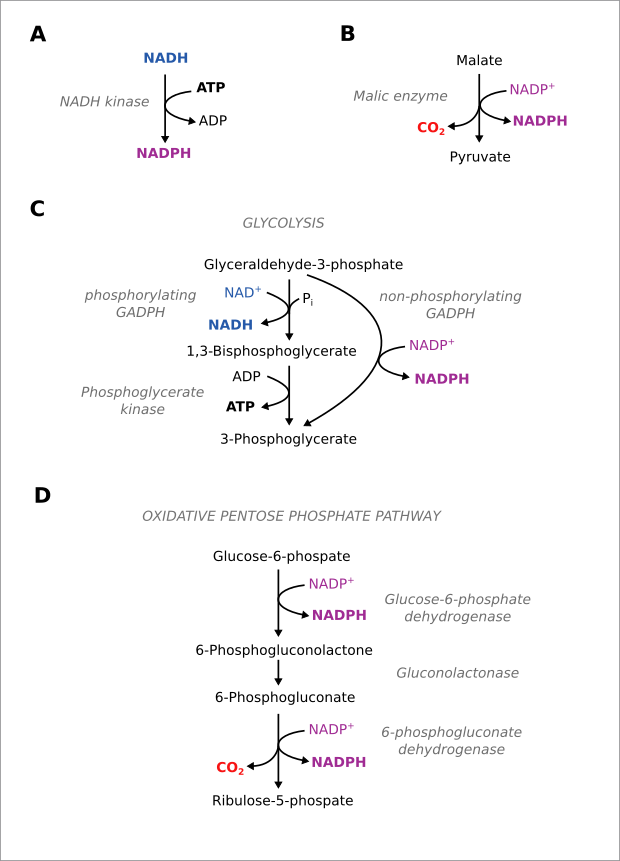 A
NADH
NADH kinase
ATP
ADP
NADPH
B
Malate
Malic enzyme
NADP⁺
CO₂
NADPH
Pyruvate
C
GLYCOLYSIS
Glyceraldehyde-3-phosphate
phosphorylating
GADPH
NAD⁺
Pᵢ
NADH
non-phosphorylating
GADPH
NADP⁺
NADPH
1,3-Bisphosphoglycerate
Phosphoglycerate
kinase
ADP
ATP
3-Phosphoglycerate
D
OXIDATIVE PENTOSE PHOSPHATE PATHWAY
Glucose-6-phospate
NADP⁺
NADPH
Glucose-6-phosphate
dehydrogenase
6-Phosphogluconolactone
Gluconolactonase
6-Phosphogluconate
NADP⁺
CO₂
NADPH
6-phosphogluconate
dehydrogenase
Ribulose-5-phospate